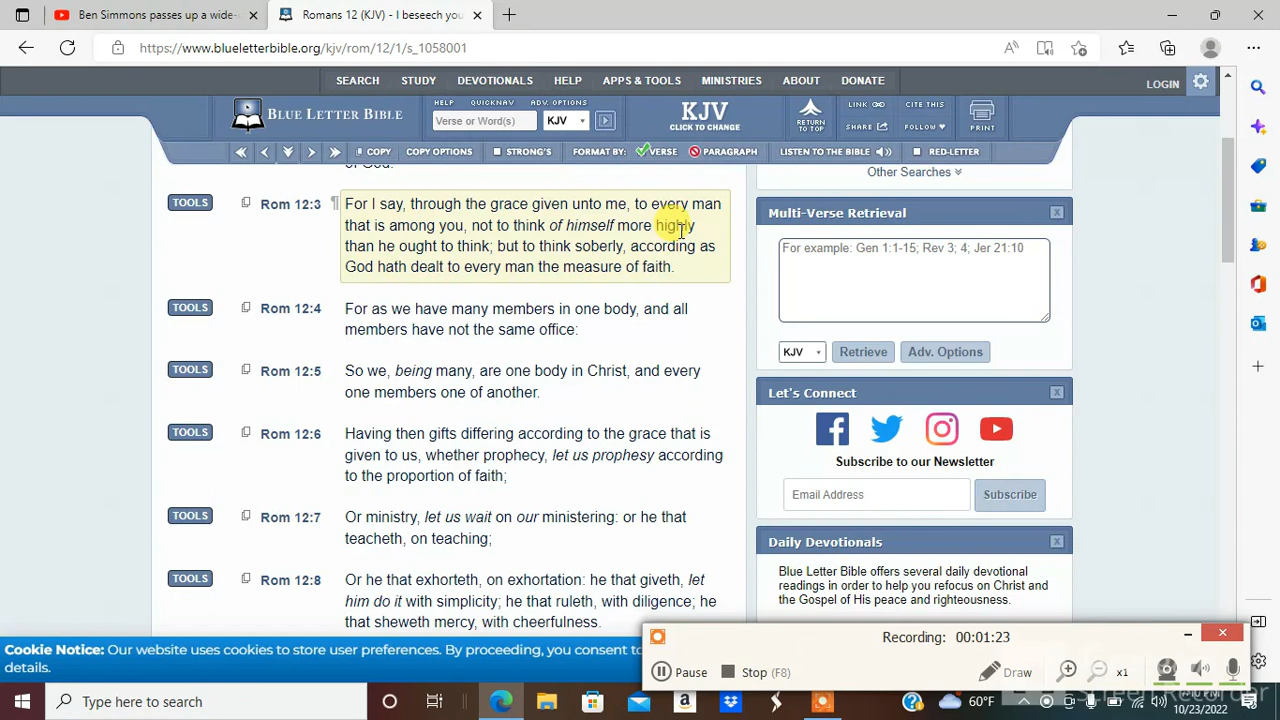 Ben Simmons passes up a wide-
Romans 12 (KJV) - I beseech you
https://www.blueletterbible.org/kjv/rom/12/1/s_1058001
SEARCH STUDY DEVOTIONALS HELP APPS & TOOLS MINISTRIES ABOUT DONATE LOGIN
BLUE LETTER BIBLE
HELP QUICKNAV ADV. OPTIONS
Verse or Word(s) KJV
KJV
CLICK TO CHANGE
RETURN
TO TOP
LINK CITE THIS
SHARE FOLLOW
PRINT
COPY COPY OPTIONS STRONG'S FORMAT BY: VERSE PARAGRAPH LISTEN TO THE BIBLE RED-LETTER
of God.
TOOLS Rom 12:3 ¶ For I say, through the grace given unto me, to every man
that is among you, not to think of himself more highly
than he ought to think; but to think soberly, according as
God hath dealt to every man the measure of faith.
TOOLS Rom 12:4 For as we have many members in one body, and all
members have not the same office:
TOOLS Rom 12:5 So we, being many, are one body in Christ, and every
one members one of another.
TOOLS Rom 12:6 Having then gifts differing according to the grace that is
given to us, whether prophecy, let us prophesy according
to the proportion of faith;
TOOLS Rom 12:7 Or ministry, let us wait on our ministering: or he that
teacheth, on teaching;
TOOLS Rom 12:8 Or he that exhorteth, on exhortation: he that giveth, let
him do it with simplicity; he that ruleth, with diligence; he
that sheweth mercy, with cheerfulness.
Other Searches
Multi-Verse Retrieval
For example: Gen 1:1-15; Rev 3; 4; Jer 21:10
KJV Retrieve Adv. Options
Let's Connect
Subscribe to our Newsletter
Email Address Subscribe
Daily Devotionals
Blue Letter Bible offers several daily devotional
readings in order to help you refocus on Christ and
the Gospel of His peace and righteousness.
Cookie Notice: Our website uses cookies to store user preferences. By proceeding, you consent to
details.
Recording: 00:01:23
Pause Stop (F8) Draw x1
Type here to search
60°F
10/23/2022
Screen Recorder